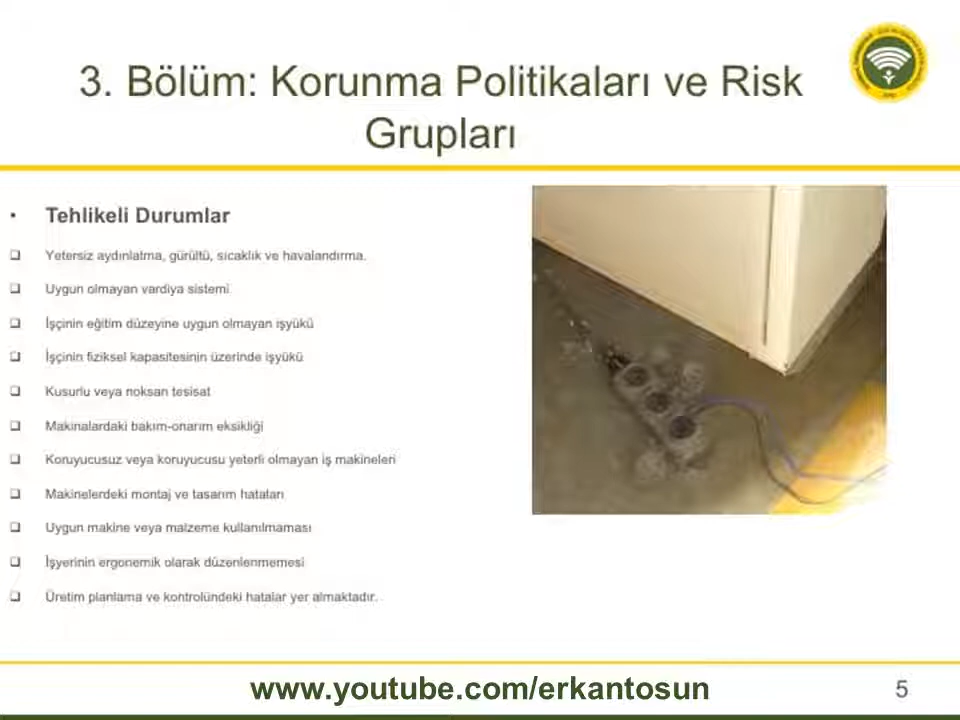 3. Bölüm: Korunma Politikaları ve Risk
Grupları
• Tehlikeli Durumlar
❑ Yetersiz aydınlatma, gürültü, sıcaklık ve havalandırma.
❑ Uygun olmayan vardiya sistemi
❑ İşçinin eğitim düzeyine uygun olmayan işyükü
❑ İşçinin fiziksel kapasitesinin üzerinde işyükü
❑ Kusurlu veya noksan tesisat
❑ Makinalardaki bakım-onarım eksikliği
❑ Koruyucusuz veya koruyucusu yeterli olmayan iş makineleri
❑ Makinelerdeki montaj ve tasarım hataları
❑ Uygun makine veya malzeme kullanılmaması
❑ İşyerinin ergonomik olarak düzenlenmemesi
❑ Üretim planlama ve kontrolündeki hatalar yer almaktadır.
www.youtube.com/erkantosun
5